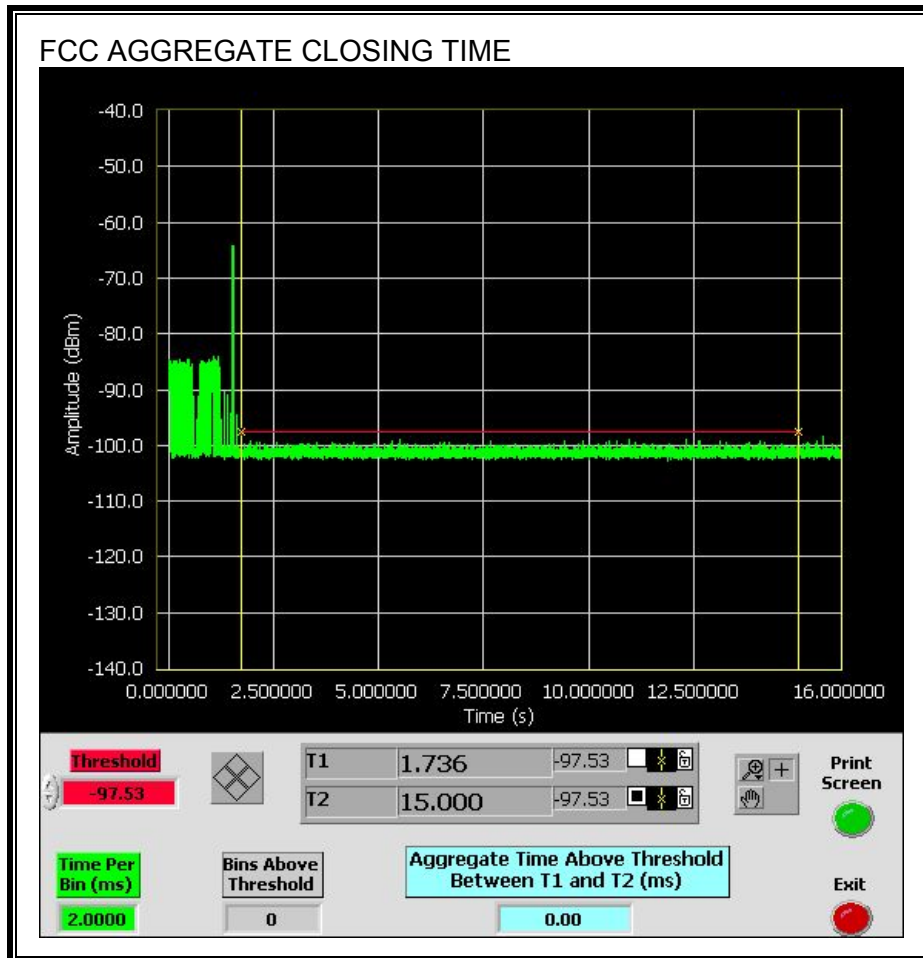 FCC AGGREGATE CLOSING TIME
-40.0
-50.0
-60.0
-70.0
-80.0
-90.0
-100.0
-110.0
-120.0
-130.0
-140.0
Amplitude (dBm)
0.000000 2.500000 5.000000 7.500000 10.000000 12.500000 16.000000
Time (s)
Threshold
-97.53
T1 1.736 -97.53
T2 15.000 -97.53
Print
Screen
Time Per
Bin (ms)
2.0000
Bins Above
Threshold
0
Aggregate Time Above Threshold
Between T1 and T2 (ms)
0.00
Exit